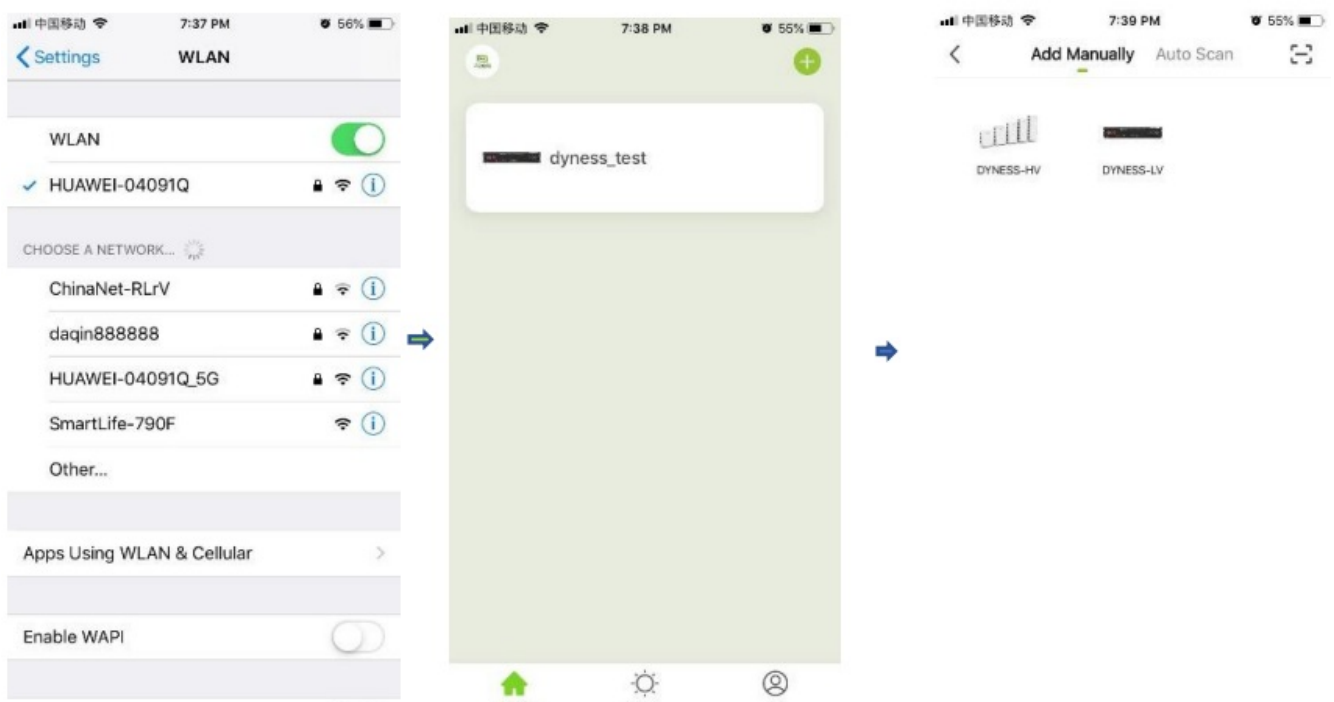 中国移动 7:37 PM 56%
Settings WLAN
WLAN
HUAWEI-04091Q
CHOOSE A NETWORK...
ChinaNet-RLrV
daqin888888
HUAWEI-04091Q_5G
SmartLife-790F
Other...
Apps Using WLAN & Cellular
Enable WAPI
中国移动 7:38 PM 55%
dyness_test
中国移动 7:39 PM 55%
Add Manually Auto Scan
DYNESS-HV DYNESS-LV